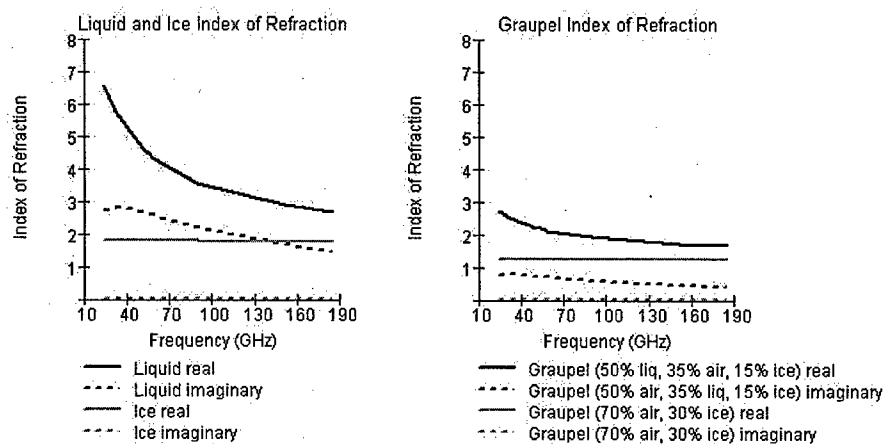 Liquid and Ice Index of Refraction
8
7
6
5
4
3
2
1
Index of Refraction
10 40 70 100 130 160 190
Frequency (GHz)
Liquid real
Liquid imaginary
Ice real
Ice imaginary
Graupel Index of Refraction
8
7
6
5
4
3
2
1
Index of Refraction
10 40 70 100 130 160 190
Frequency (GHz)
Graupel (50% liq, 35% air, 15% ice) real
Graupel (50% air, 35% liq, 15% ice) imaginary
Graupel (70% air, 30% ice) real
Graupel (70% air, 30% ice) imaginary